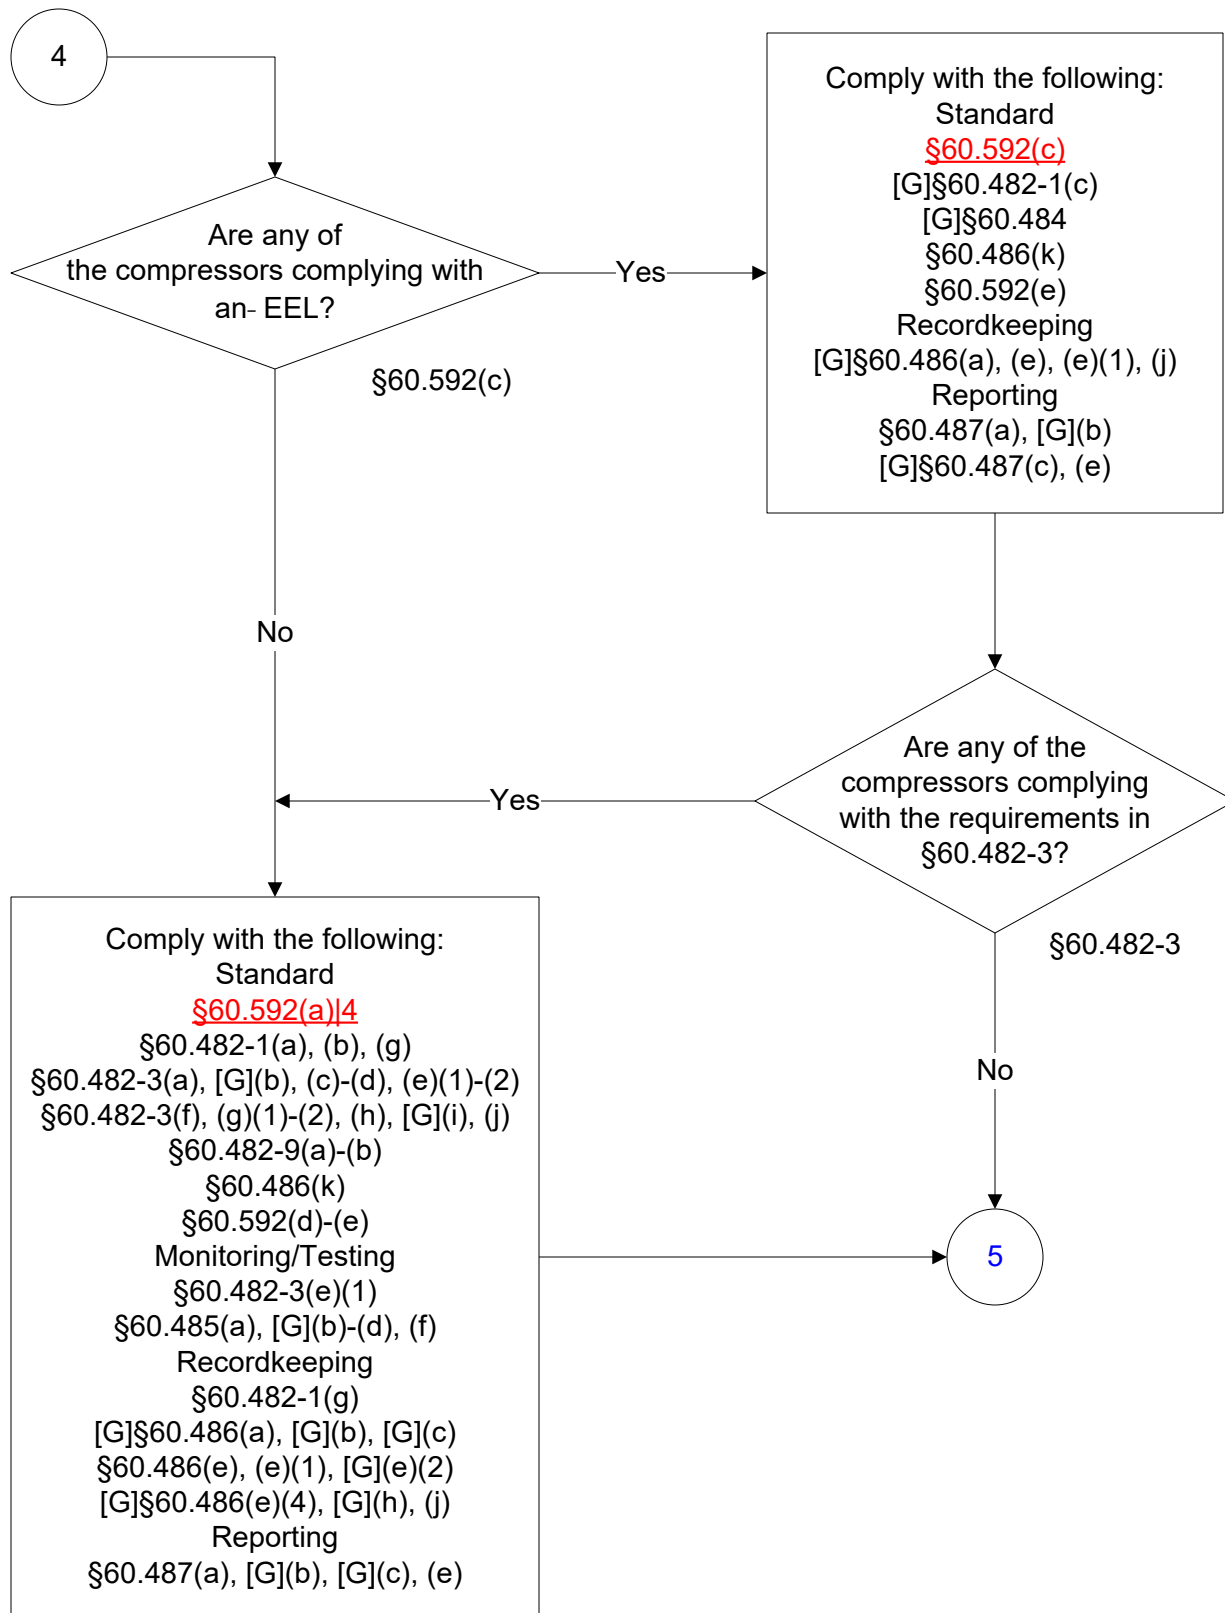 4
Are any of
the compressors complying with
an- EEL?
§60.592(c)
Yes
Comply with the following:
Standard
§60.592(c)
[G]§60.482-1(c)
[G]§60.484
§60.486(k)
§60.592(e)
Recordkeeping
[G]§60.486(a), (e), (e)(1), (j)
Reporting
§60.487(a), [G](b)
[G]§60.487(c), (e)
No
Yes
Are any of the
compressors complying
with the requirements in
§60.482-3?
§60.482-3
No
Comply with the following:
Standard
§60.592(a)|4
§60.482-1(a), (b), (g)
§60.482-3(a), [G](b), (c)-(d), (e)(1)-(2)
§60.482-3(f), (g)(1)-(2), (h), [G](i), (j)
§60.482-9(a)-(b)
§60.486(k)
§60.592(d)-(e)
Monitoring/Testing
§60.482-3(e)(1)
§60.485(a), [G](b)-(d), (f)
Recordkeeping
§60.482-1(g)
[G]§60.486(a), [G](b), [G](c)
§60.486(e), (e)(1), [G](e)(2)
[G]§60.486(e)(4), [G](h), (j)
Reporting
§60.487(a), [G](b), [G](c), (e)
5